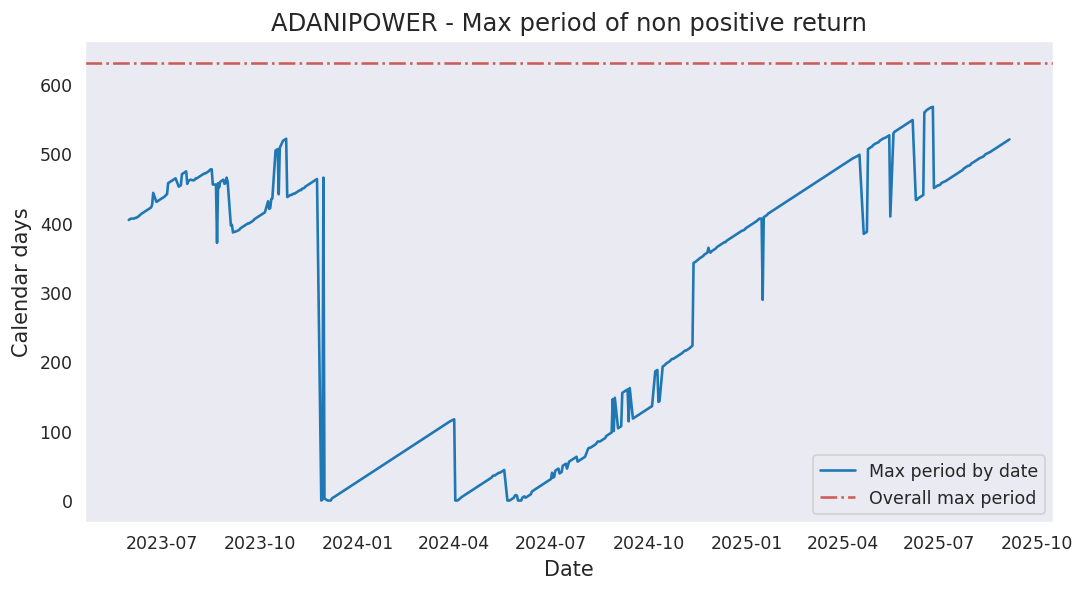 ADANIPOWER - Max period of non positive return
Calendar days
600
500
400
300
200
100
0
Max period by date
Overall max period
2023-07 2023-10 2024-01 2024-04 2024-07 2024-10 2025-01 2025-04 2025-07 2025-10
Date